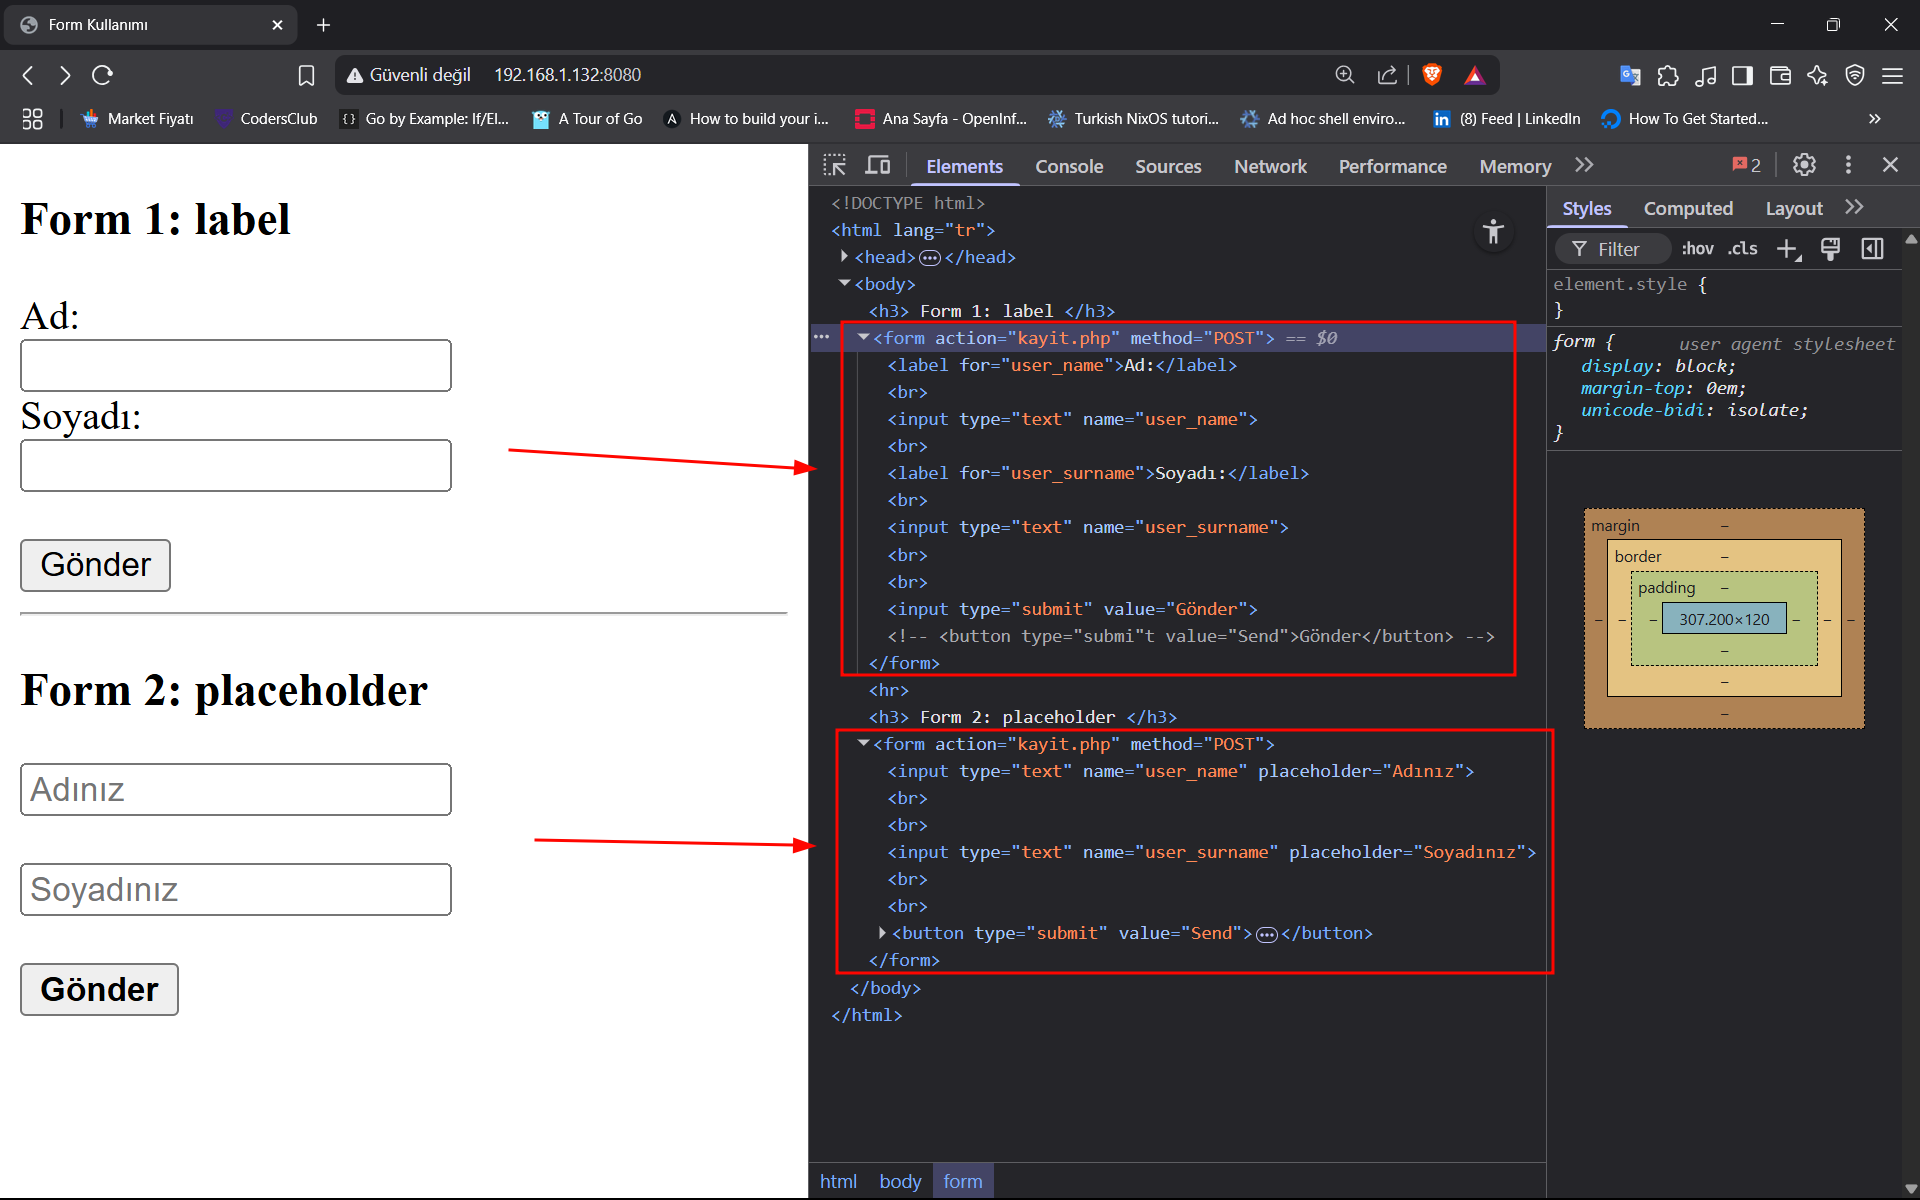 Form Kullanımı
Güvenli değil 192.168.1.132:8080
Market Fiyatı CodersClub Go by Example: If/El... A Tour of Go How to build your i... Ana Sayfa - OpenInf... Turkish NixOS tutori... Ad hoc shell enviro... (8) Feed | LinkedIn How To Get Started...
Form 1: label
Ad:
Soyadı:
Gönder
Form 2: placeholder
Adınız
Soyadınız
Gönder
Elements Console Sources Network Performance Memory 2
<!DOCTYPE html>
<html lang="tr">
<head>…</head>
<body>
<h3> Form 1: label </h3>
<form action="kayit.php" method="POST"> == $0
<label for="user_name">Ad:</label>
<br>
<input type="text" name="user_name">
<br>
<label for="user_surname">Soyadı:</label>
<br>
<input type="text" name="user_surname">
<br>
<br>
<input type="submit" value="Gönder">
<!-- <button type="submi"t value="Send">Gönder</button> -->
</form>
<hr>
<h3> Form 2: placeholder </h3>
<form action="kayit.php" method="POST">
<input type="text" name="user_name" placeholder="Adınız">
<br>
<br>
<input type="text" name="user_surname" placeholder="Soyadınız">
<br>
<br>
<button type="submit" value="Send">…</button>
</form>
</body>
</html>
html body form
Styles Computed Layout
Filter :hov .cls
element.style {
}
form { user agent stylesheet
display: block;
margin-top: 0em;
unicode-bidi: isolate;
}
margin –
border –
padding –
– – – 307.200×120 – – –
–
–
–